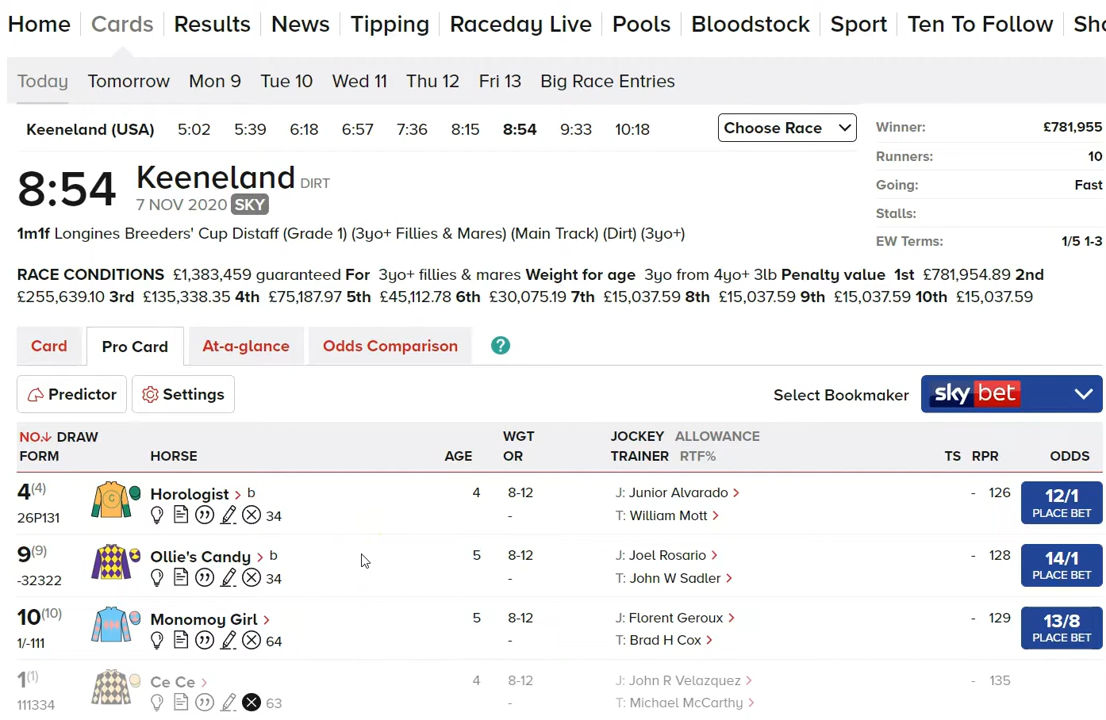 Home Cards Results News Tipping Raceday Live Pools Bloodstock Sport Ten To Follow Sho
Today Tomorrow Mon 9 Tue 10 Wed 11 Thu 12 Fri 13 Big Race Entries
Keeneland (USA) 5:02 5:39 6:18 6:57 7:36 8:15 8:54 9:33 10:18 Choose Race
Winner: £781,955
Runners: 10
Going: Fast
Stalls:
EW Terms: 1/5 1-3
8:54 Keeneland DIRT
7 NOV 2020 SKY
1m1f Longines Breeders' Cup Distaff (Grade 1) (3yo+ Fillies & Mares) (Main Track) (Dirt) (3yo+)
RACE CONDITIONS £1,383,459 guaranteed For 3yo+ fillies & mares Weight for age 3yo from 4yo+ 3lb Penalty value 1st £781,954.89 2nd
£255,639.10 3rd £135,338.35 4th £75,187.97 5th £45,112.78 6th £30,075.19 7th £15,037.59 8th £15,037.59 9th £15,037.59 10th £15,037.59
Card Pro Card At-a-glance Odds Comparison ?
Predictor Settings Select Bookmaker sky bet
NO. DRAW WGT JOCKEY ALLOWANCE
FORM HORSE AGE OR TRAINER RTF% TS RPR ODDS
4(4) Horologist b 4 8-12 J: Junior Alvarado - 126 12/1
26P131 34 - T: William Mott PLACE BET
9(9) Ollie's Candy b 5 8-12 J: Joel Rosario - 128 14/1
-32322 34 - T: John W Sadler PLACE BET
10(10) Monomoy Girl 5 8-12 J: Florent Geroux - 129 13/8
1/-111 64 - T: Brad H Cox PLACE BET
1(1) Ce Ce 4 8-12 J: John R Velazquez - 135
111334 63 - T: Michael McCarthy